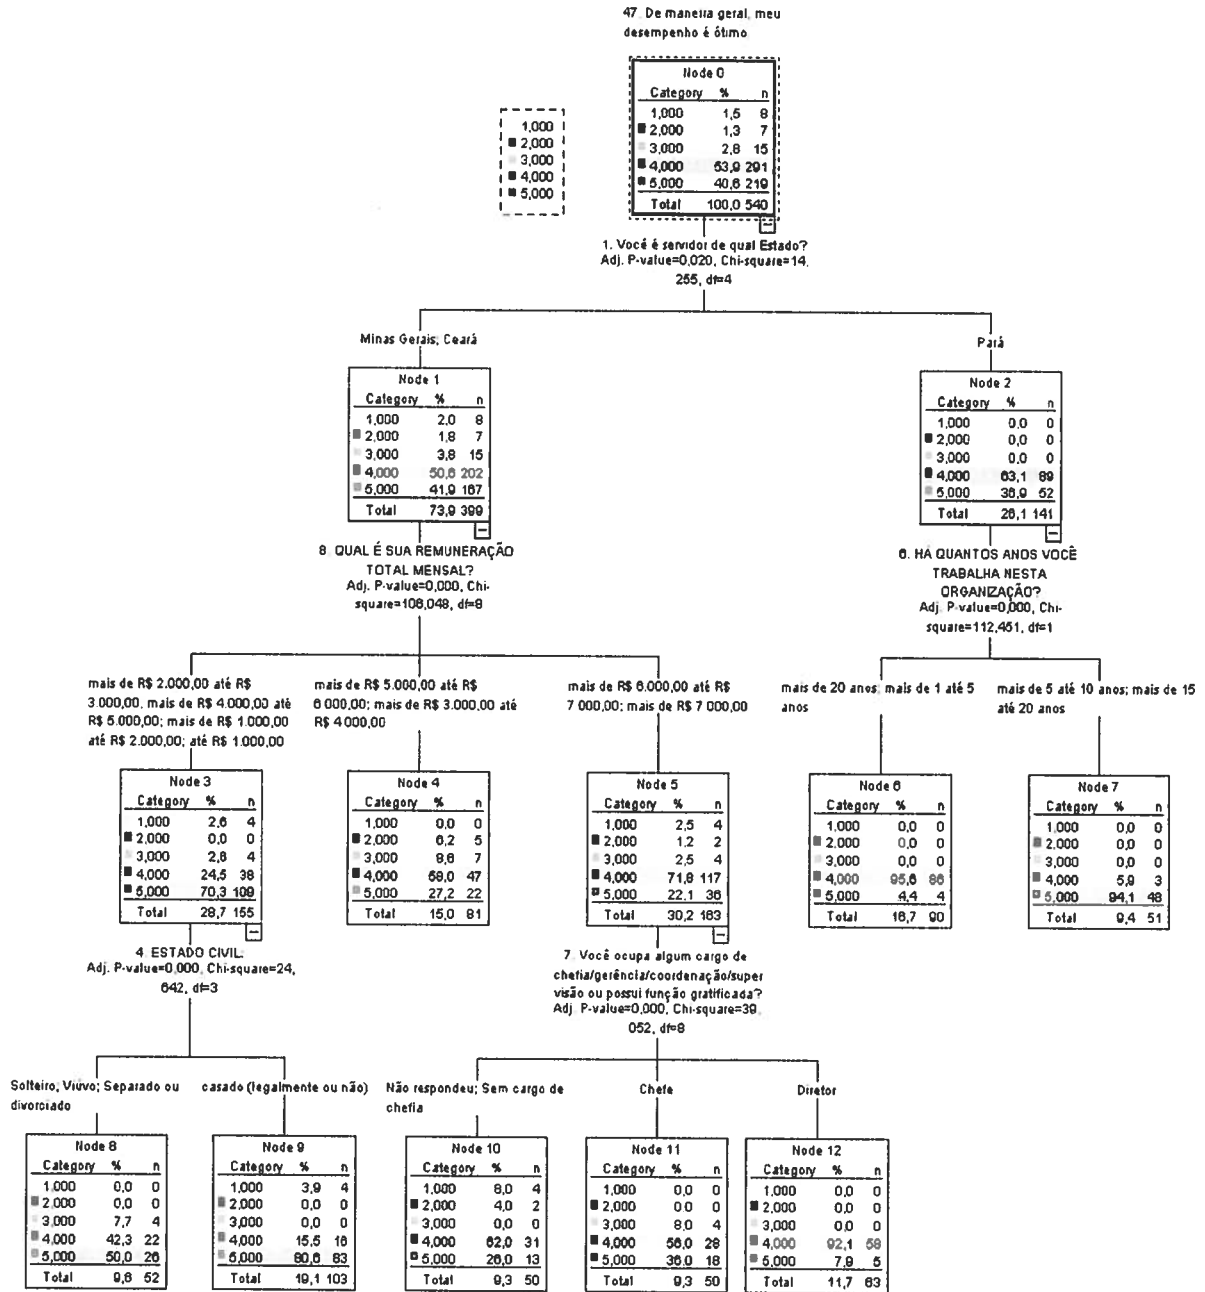 47. De maneira geral, meu
desempenho é ótimo
Node 0
Category % n
1,000 1,5 8
2,000 1,3 7
3,000 2,8 15
4,000 53,9 291
5,000 40,6 219
Total 100,0 540
1,000
2,000
3,000
4,000
5,000
1. Você é servidor de qual Estado?
Adj. P-value=0,020, Chi-square=14,
255, df=4
Minas Gerais; Ceará
Pará
Node 1
Category % n
1,000 2,0 8
2,000 1,8 7
3,000 3,8 15
4,000 50,6 202
5,000 41,9 167
Total 73,9 399
Node 2
Category % n
1,000 0,0 0
2,000 0,0 0
3,000 0,0 0
4,000 63,1 89
5,000 36,9 52
Total 26,1 141
8. QUAL É SUA REMUNERAÇÃO
TOTAL MENSAL?
Adj. P-value=0,000, Chi-
square=106,048, df=8
6. HÁ QUANTOS ANOS VOCÊ
TRABALHA NESTA
ORGANIZAÇÃO?
Adj. P-value=0,000, Chi-
square=112,451, df=1
mais de R$ 2.000,00 até R$
3.000,00, mais de R$ 4.000,00 até
R$ 5.000,00; mais de R$ 1.000,00
até R$ 2.000,00; até R$ 1.000,00
mais de R$ 5.000,00 até R$
6 000,00; mais de R$ 3.000,00 até
R$ 4 000,00
mais de R$ 6.000,00 até R$
7 000,00; mais de R$ 7 000,00
mais de 20 anos; mais de 1 até 5
anos
mais de 5 até 10 anos; mais de 15
até 20 anos
Node 3
Category % n
1,000 2,6 4
2,000 0,0 0
3,000 2,6 4
4,000 24,5 38
5,000 70,3 109
Total 28,7 155
Node 4
Category % n
1,000 0,0 0
2,000 6,2 5
3,000 8,6 7
4,000 58,0 47
5,000 27,2 22
Total 15,0 81
Node 5
Category % n
1,000 2,5 4
2,000 1,2 2
3,000 2,5 4
4,000 71,8 117
5,000 22,1 36
Total 30,2 163
Node 6
Category % n
1,000 0,0 0
2,000 0,0 0
3,000 0,0 0
4,000 95,6 86
5,000 4,4 4
Total 16,7 90
Node 7
Category % n
1,000 0,0 0
2,000 0,0 0
3,000 0,0 0
4,000 5,9 3
5,000 94,1 48
Total 9,4 51
4. ESTADO CIVIL:
Adj. P-value=0,000, Chi-square=24,
642, df=3
7. Você ocupa algum cargo de
chefia/gerência/coordenação/super
visão ou possui função gratificada?
Adj. P-value=0,000, Chi-square=39,
052, df=8
Solteiro; Viúvo; Separado ou
divorciado
casado (legalmente ou não)
Não respondeu; Sem cargo de
chefia
Chefe
Diretor
Node 8
Category % n
1,000 0,0 0
2,000 0,0 0
3,000 7,7 4
4,000 42,3 22
5,000 50,0 26
Total 9,6 52
Node 9
Category % n
1,000 3,9 4
2,000 0,0 0
3,000 0,0 0
4,000 15,5 16
5,000 80,6 83
Total 19,1 103
Node 10
Category % n
1,000 8,0 4
2,000 4,0 2
3,000 0,0 0
4,000 62,0 31
5,000 26,0 13
Total 9,3 50
Node 11
Category % n
1,000 0,0 0
2,000 0,0 0
3,000 8,0 4
4,000 56,0 28
5,000 36,0 18
Total 9,3 50
Node 12
Category % n
1,000 0,0 0
2,000 0,0 0
3,000 0,0 0
4,000 92,1 58
5,000 7,9 5
Total 11,7 63